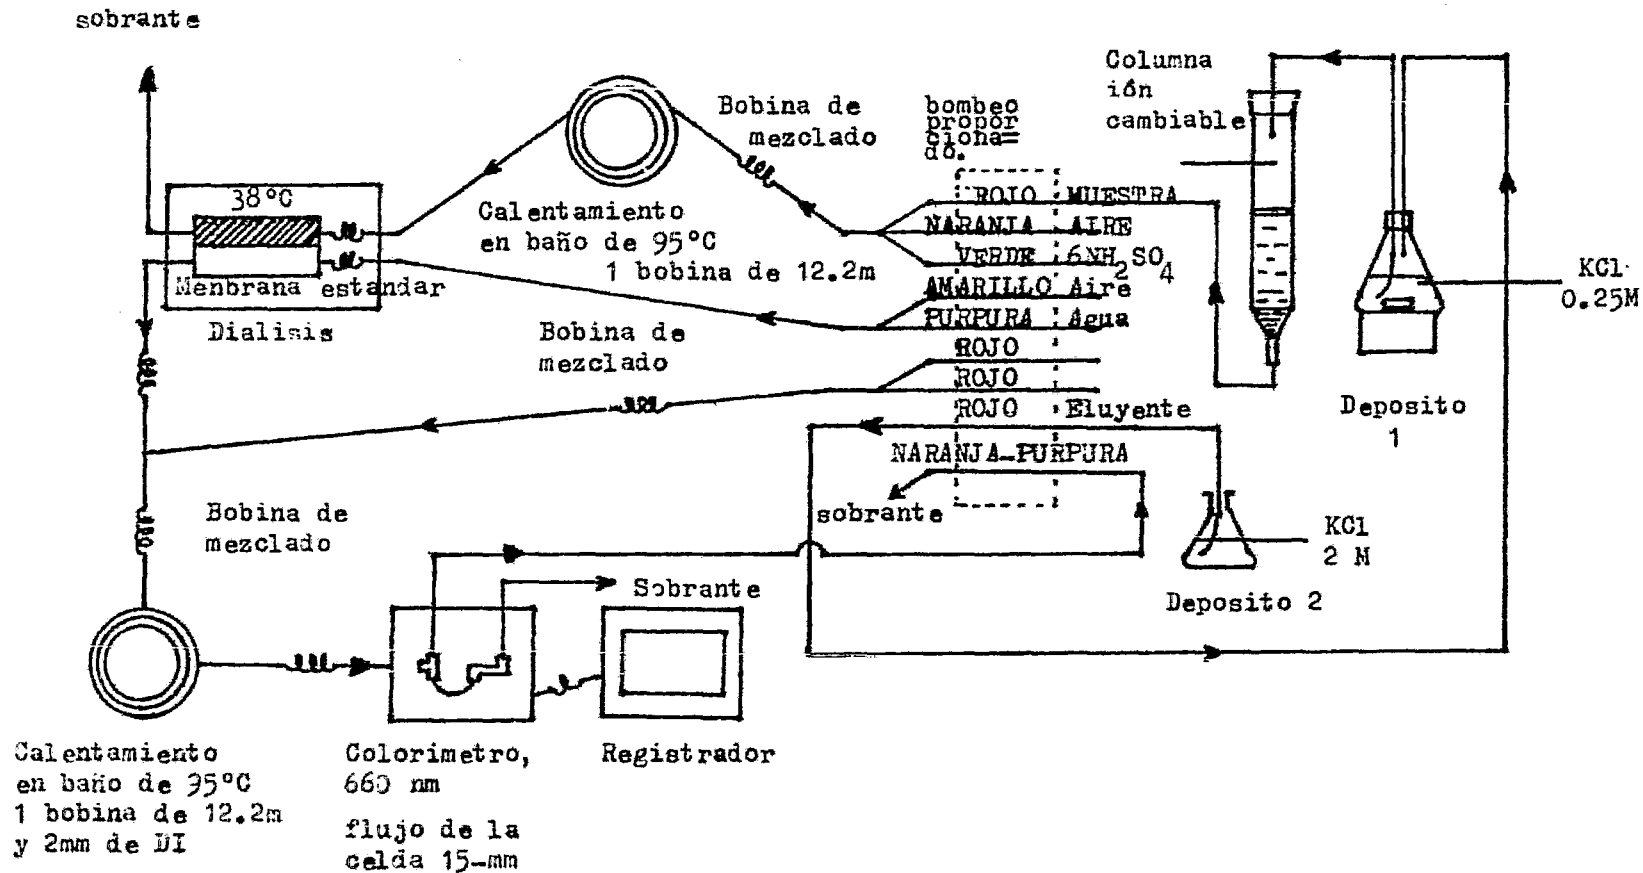 sobrante
Columna
ión
cambiable
bombeo
propor
ciona=
do.
Bobina de
mezclado
38°C
ROJO MUESTRA
NARANJA AIRE
VERDE 6NH2SO4
AMARILLO Aire
PURPURA Agua
ROJO
ROJO
ROJO Eluyente
NARANJA-PURPURA
sobrante
Calentamiento
en baño de 95°C
1 bobina de 12.2m
Menbrana estandar
Dialisis
Bobina de
mezclado
KCl
0.25M
Deposito
1
Bobina de
mezclado
KCl
2 M
Deposito 2
Sobrante
Calentamiento
en baño de 95°C
1 bobina de 12.2m
y 2mm de DI
Colorimetro,
660 nm
flujo de la
celda 15-mm
Registrador